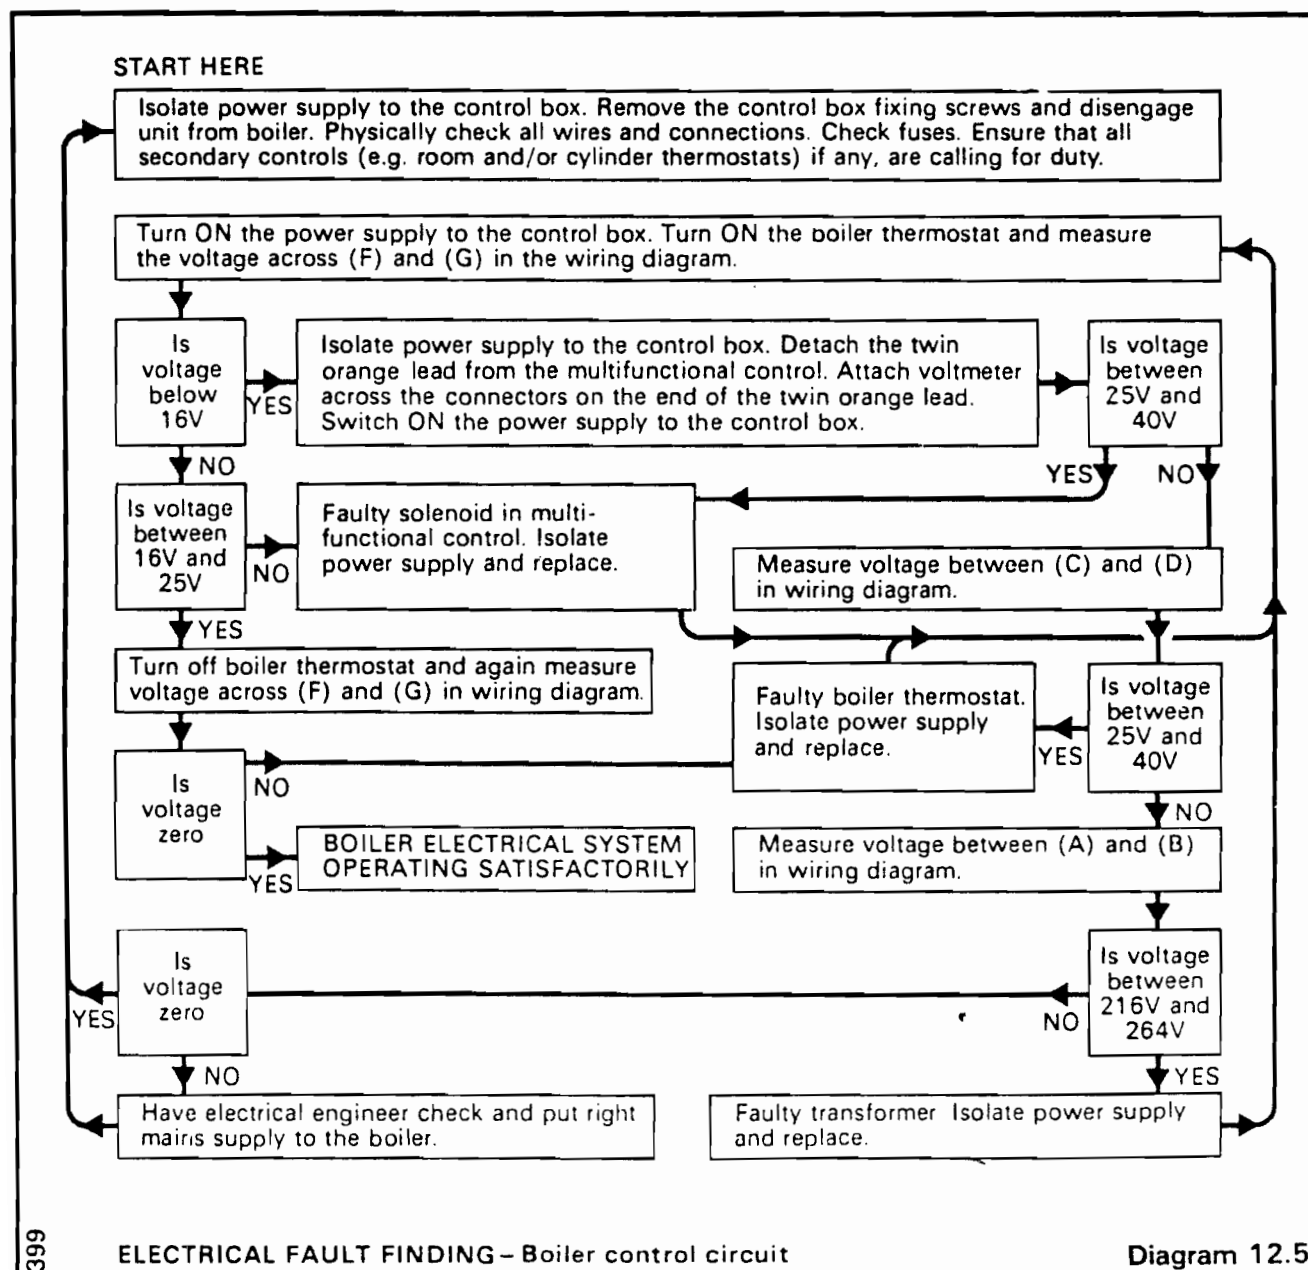 START HERE
Isolate power supply to the control box. Remove the control box fixing screws and disengage
unit from boiler. Physically check all wires and connections. Check fuses. Ensure that all
secondary controls (e.g. room and/or cylinder thermostats) if any, are calling for duty.
Turn ON the power supply to the control box. Turn ON the boiler thermostat and measure
the voltage across (F) and (G) in the wiring diagram.
Is
voltage
below
16V
YES
Isolate power supply to the control box. Detach the twin
orange lead from the multifunctional control. Attach voltmeter
across the connectors on the end of the twin orange lead.
Switch ON the power supply to the control box.
Is voltage
between
25V and
40V
NO
YES
NO
Is voltage
between
16V and
25V
NO
Faulty solenoid in multi-
functional control. Isolate
power supply and replace.
Measure voltage between (C) and (D)
in wiring diagram.
YES
Turn off boiler thermostat and again measure
voltage across (F) and (G) in wiring diagram.
Faulty boiler thermostat.
Isolate power supply
and replace.
YES
Is voltage
between
25V and
40V
Is
voltage
zero
NO
YES
BOILER ELECTRICAL SYSTEM
OPERATING SATISFACTORILY
NO
Measure voltage between (A) and (B)
in wiring diagram.
Is
voltage
zero
YES
NO
Is voltage
between
216V and
264V
NO
YES
Have electrical engineer check and put right
mains supply to the boiler.
Faulty transformer Isolate power supply
and replace.
399
ELECTRICAL FAULT FINDING – Boiler control circuit
Diagram 12.5